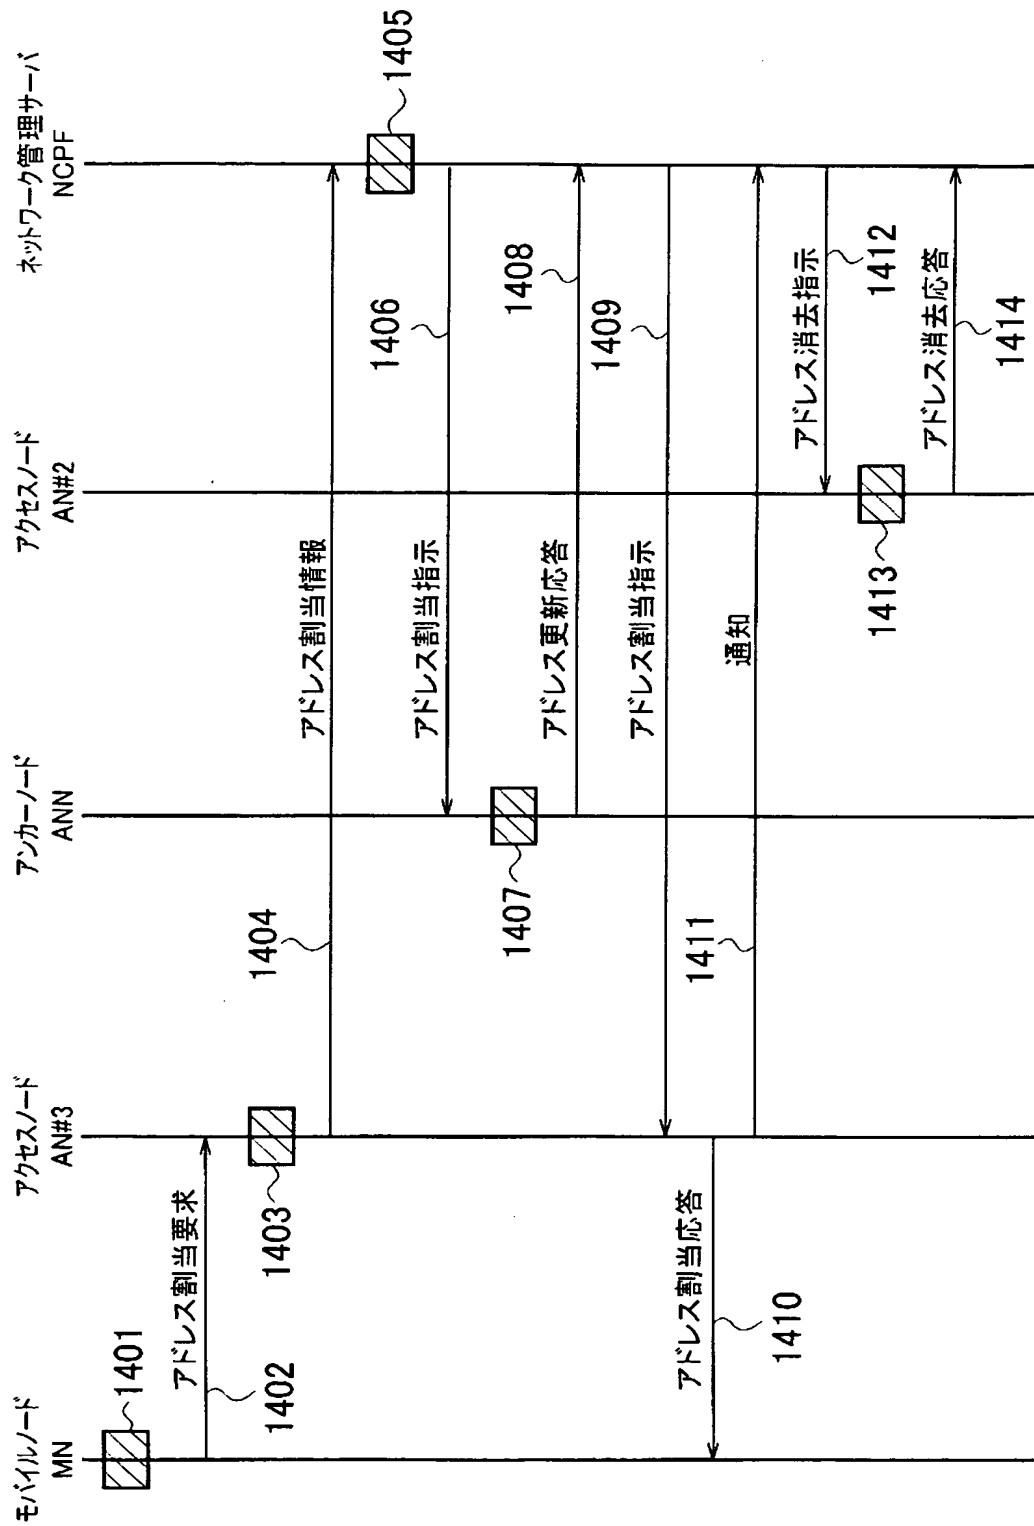 モバイルノード
MN
アクセスノード
AN#3
アンカーノード
ANN
アクセスノード
AN#2
ネットワーク管理サーバ
NCPF
1401
アドレス割当要求
1402
1403
アドレス割当情報
1404
1405
アドレス割当指示
1406
1407
アドレス更新応答
1408
アドレス割当指示
1409
アドレス割当応答
1410
通知
1411
アドレス消去指示
1412
1413
アドレス消去応答
1414